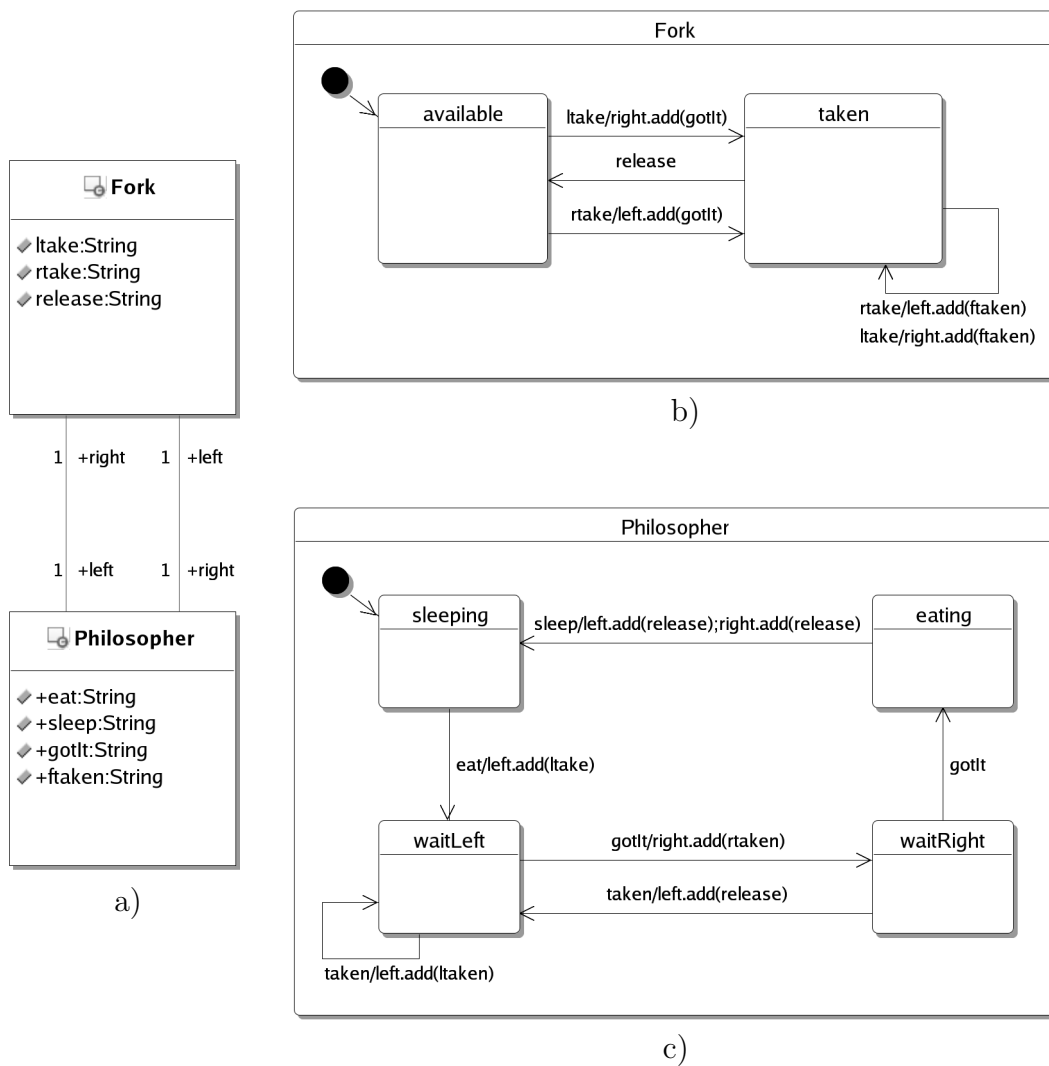 Fork
ltake:String
rtake:String
release:String
1 +right 1 +left
1 +left 1 +right
Philosopher
+eat:String
+sleep:String
+gotIt:String
+ftaken:String
a)
Fork
available
taken
ltake/right.add(gotIt)
release
rtake/left.add(gotIt)
rtake/left.add(ftaken)
ltake/right.add(ftaken)
b)
Philosopher
sleeping
eating
sleep/left.add(release);right.add(release)
eat/left.add(ltake)
gotIt
waitLeft
waitRight
gotIt/right.add(rtaken)
taken/left.add(release)
taken/left.add(ltaken)
c)